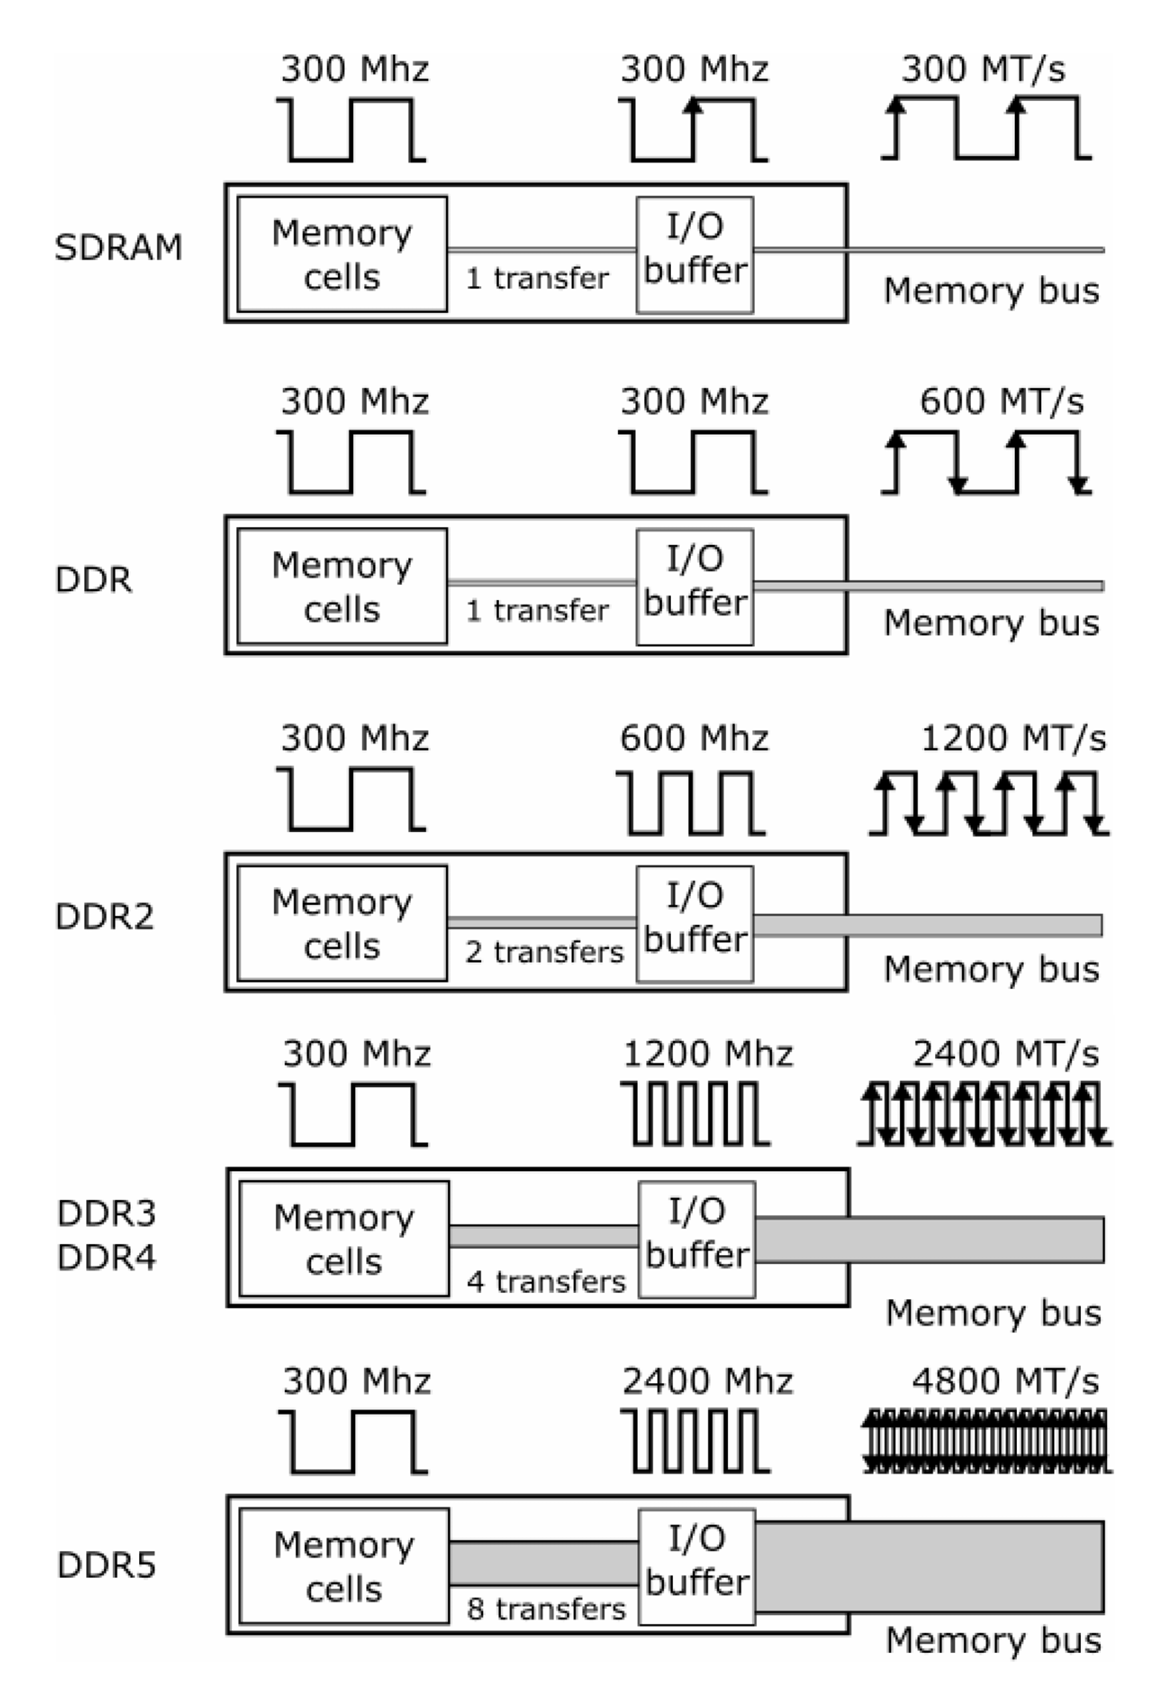 300 Mhz
300 Mhz
300 MT/s
SDRAM
Memory
cells
1 transfer
I/O
buffer
Memory bus
300 Mhz
300 Mhz
600 MT/s
DDR
Memory
cells
1 transfer
I/O
buffer
Memory bus
300 Mhz
600 Mhz
1200 MT/s
DDR2
Memory
cells
2 transfers
I/O
buffer
Memory bus
300 Mhz
1200 Mhz
2400 MT/s
DDR3
DDR4
Memory
cells
4 transfers
I/O
buffer
Memory bus
300 Mhz
2400 Mhz
4800 MT/s
DDR5
Memory
cells
8 transfers
I/O
buffer
Memory bus